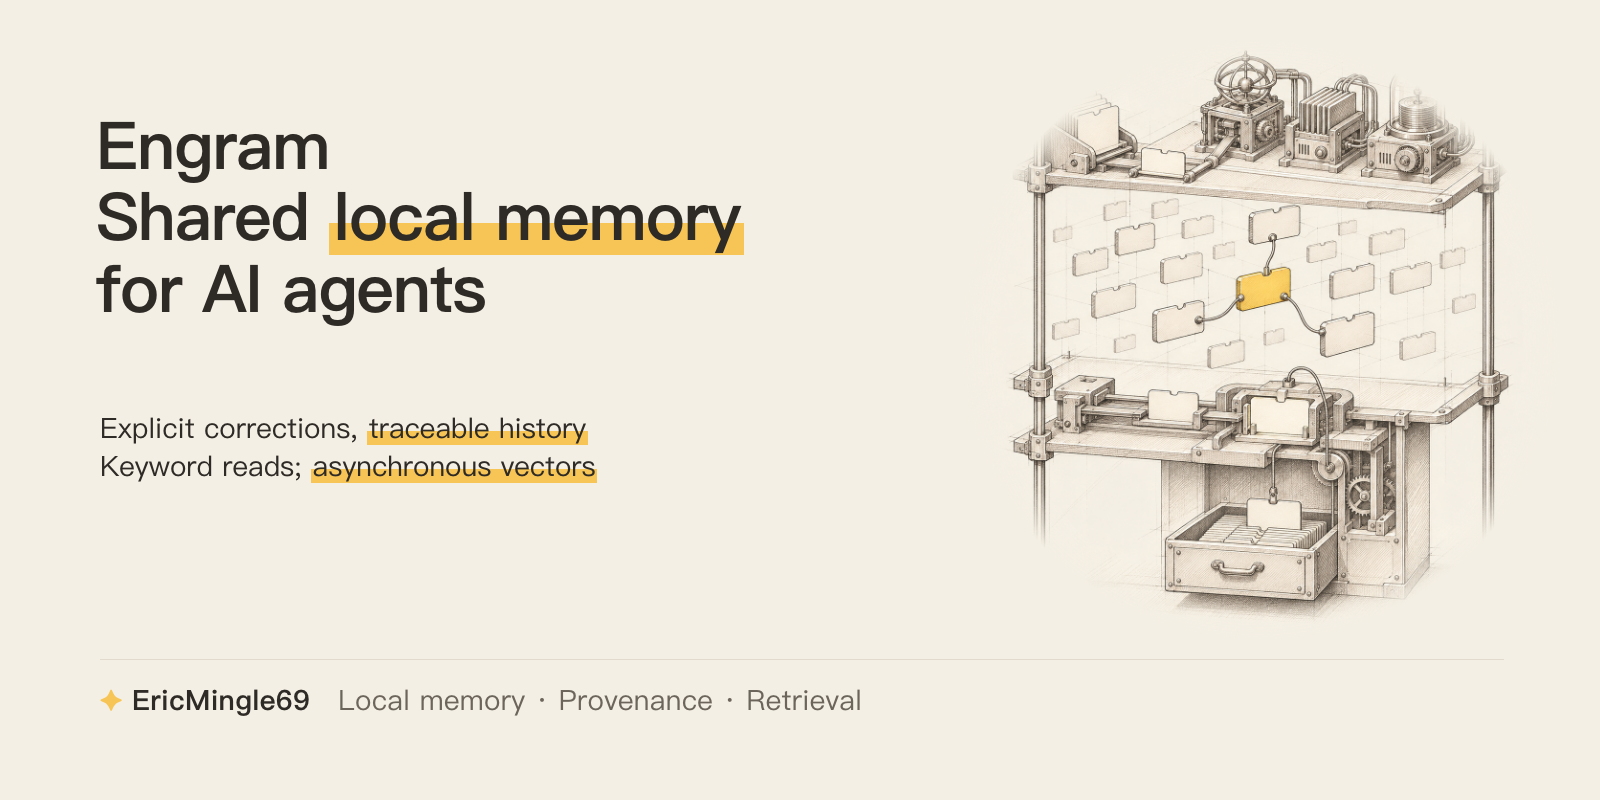 Engram
Shared local memory
for AI agents
Explicit corrections, traceable history
Keyword reads; asynchronous vectors
EricMingle69 Local memory · Provenance · Retrieval